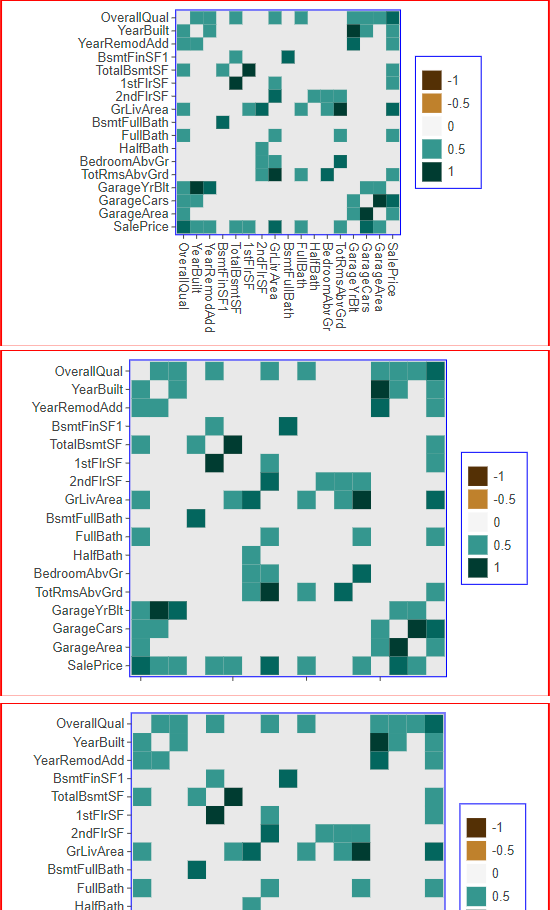 OverallQual
YearBuilt
YearRemodAdd
BsmtFinSF1
TotalBsmtSF
1stFlrSF
2ndFlrSF
GrLivArea
BsmtFullBath
FullBath
HalfBath
BedroomAbvGr
TotRmsAbvGrd
GarageYrBlt
GarageCars
GarageArea
SalePrice
OverallQual
YearBuilt
YearRemodAdd
BsmtFinSF1
TotalBsmtSF
1stFlrSF
2ndFlrSF
GrLivArea
BsmtFullBath
FullBath
HalfBath
BedroomAbvGr
TotRmsAbvGrd
GarageYrBlt
GarageCars
GarageArea
SalePrice
-1
-0.5
0
0.5
1
OverallQual
YearBuilt
YearRemodAdd
BsmtFinSF1
TotalBsmtSF
1stFlrSF
2ndFlrSF
GrLivArea
BsmtFullBath
FullBath
HalfBath
BedroomAbvGr
TotRmsAbvGrd
GarageYrBlt
GarageCars
GarageArea
SalePrice
-1
-0.5
0
0.5
1
OverallQual
YearBuilt
YearRemodAdd
BsmtFinSF1
TotalBsmtSF
1stFlrSF
2ndFlrSF
GrLivArea
BsmtFullBath
FullBath
HalfBath
-1
-0.5
0
0.5